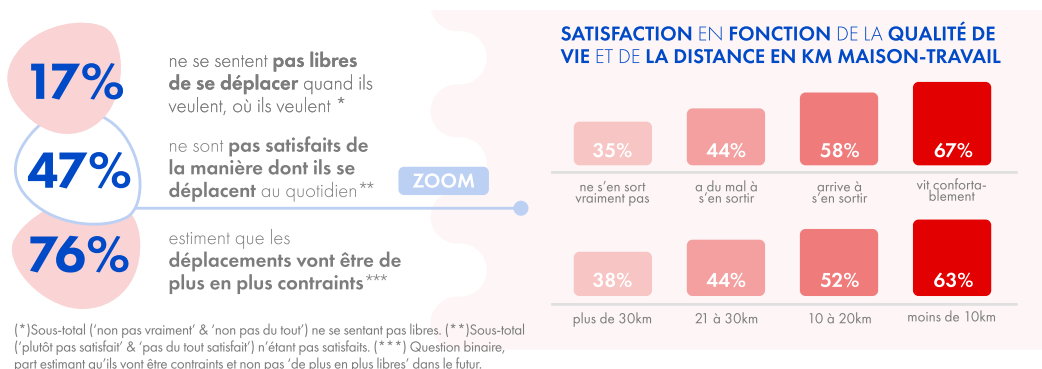 17%
ne se sentent pas libres
de se déplacer quand ils
veulent, où ils veulent *
47%
ne sont pas satisfaits de
la manière dont ils se
déplacent au quotidien**
ZOOM
76%
estiment que les
déplacements vont être de
plus en plus contraints***
(*)Sous-total (‘non pas vraiment’ & ‘non pas du tout’) ne se sentant pas libres. (**)Sous-total
(‘plutôt pas satisfait’ & ‘pas du tout satisfait’) n’étant pas satisfaits. (***) Question binaire,
part estimant qu’ils vont être contraints et non pas ‘de plus en plus libres’ dans le futur.
SATISFACTION EN FONCTION DE LA QUALITÉ DE
VIE ET DE LA DISTANCE EN KM MAISON-TRAVAIL
35% 44% 58% 67%
ne s’en sort a du mal à arrive à vit conforta-
vraiment pas s’en sortir s’en sortir blement
38% 44% 52% 63%
plus de 30km 21 à 30km 10 à 20km moins de 10km